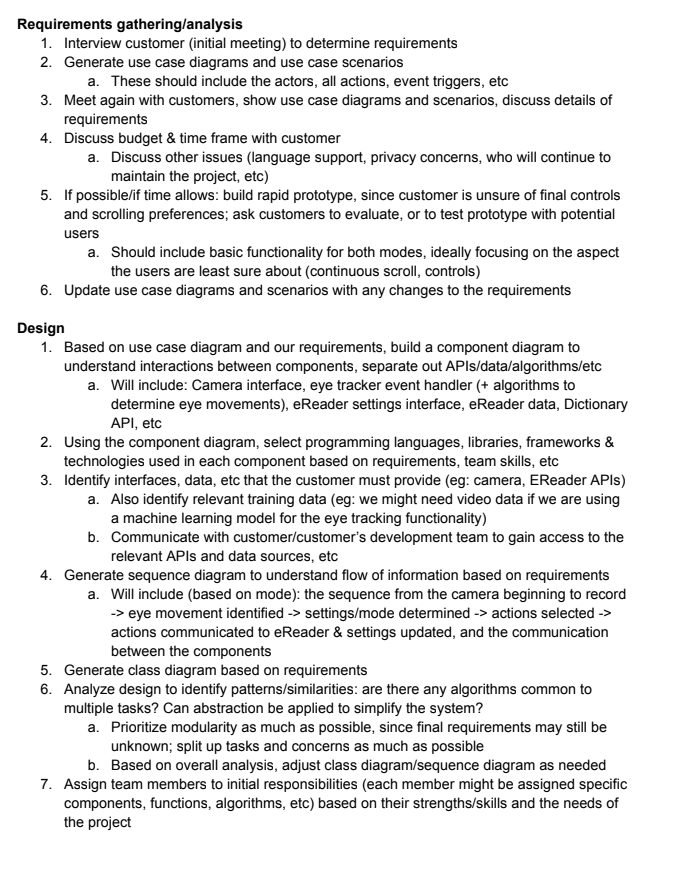 Requirements gathering/analysis
1. Interview customer (initial meeting) to determine requirements
2. Generate use case diagrams and use case scenarios
a. These should include the actors, all actions, event triggers, etc
3. Meet again with customers, show use case diagrams and scenarios, discuss details of
requirements
4. Discuss budget & time frame with customer
a. Discuss other issues (language support, privacy concerns, who will continue to
maintain the project, etc)
5. If possible/if time allows: build rapid prototype, since customer is unsure of final controls
and scrolling preferences; ask customers to evaluate, or to test prototype with potential
users
a. Should include basic functionality for both modes, ideally focusing on the aspect
the users are least sure about (continuous scroll, controls)
6. Update use case diagrams and scenarios with any changes to the requirements
Design
1. Based on use case diagram and our requirements, build a component diagram to
understand interactions between components, separate out APIs/data/algorithms/etc
a. Will include: Camera interface, eye tracker event handler (+ algorithms to
determine eye movements), eReader settings interface, eReader data, Dictionary
API, etc
2. Using the component diagram, select programming languages, libraries, frameworks &
technologies used in each component based on requirements, team skills, etc
3. Identify interfaces, data, etc that the customer must provide (eg: camera, EReader APIs)
a. Also identify relevant training data (eg: we might need video data if we are using
a machine learning model for the eye tracking functionality)
b. Communicate with customer/customer's development team to gain access to the
relevant APIs and data sources, etc
4. Generate sequence diagram to understand flow of information based on requirements
a. Will include (based on mode): the sequence from the camera beginning to record
-> eye movement identified -> settings/mode determined -> actions selected ->
actions communicated to eReader & settings updated, and the communication
between the components
5. Generate class diagram based on requirements
6. Analyze design to identify patterns/similarities: are there any algorithms common to
multiple tasks? Can abstraction be applied to simplify the system?
a. Prioritize modularity as much as possible, since final requirements may still be
unknown; split up tasks and concerns as much as possible
b. Based on overall analysis, adjust class diagram/sequence diagram as needed
7. Assign team members to initial responsibilities (each member might be assigned specific
components, functions, algorithms, etc) based on their strengths/skills and the needs of
the project